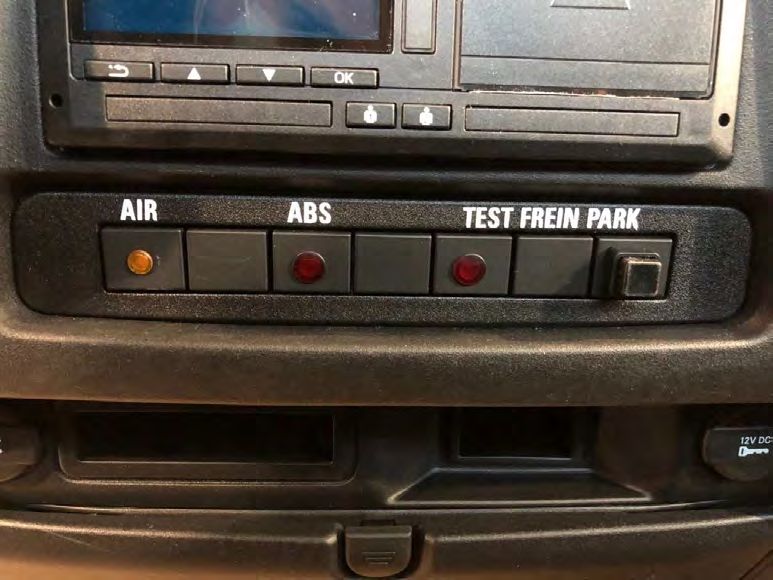 OK
AIR ABS TEST FREIN PARK
12V DC